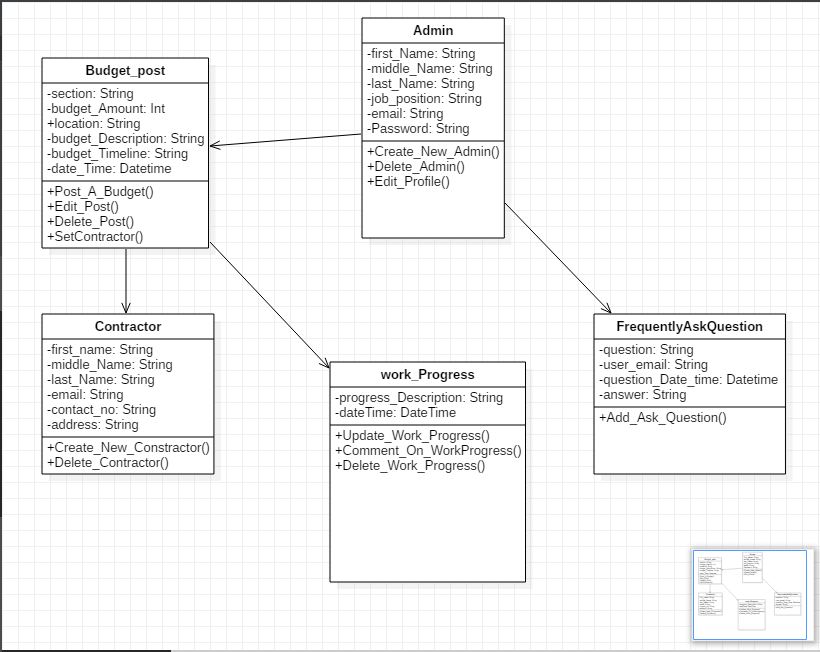 Admin
-first_Name: String
-middle_Name: String
-last_Name: String
-job_position: String
-email: String
-Password: String
+Create_New_Admin()
+Delete_Admin()
+Edit_Profile()
Budget_post
-section: String
-budget_Amount: Int
+location: String
-budget_Description: String
-budget_Timeline: String
-date_Time: Datetime
+Post_A_Budget()
+Edit_Post()
+Delete_Post()
+SetContractor()
Contractor
-first_name: String
-middle_Name: String
-last_Name: String
-email: String
-contact_no: String
-address: String
+Create_New_Constractor()
+Delete_Contractor()
work_Progress
-progress_Description: String
-dateTime: DateTime
+Update_Work_Progress()
+Comment_On_WorkProgress()
+Delete_Work_Progress()
FrequentlyAskQuestion
-question: String
-user_email: String
-question_Date_time: Datetime
-answer: String
+Add_Ask_Question()